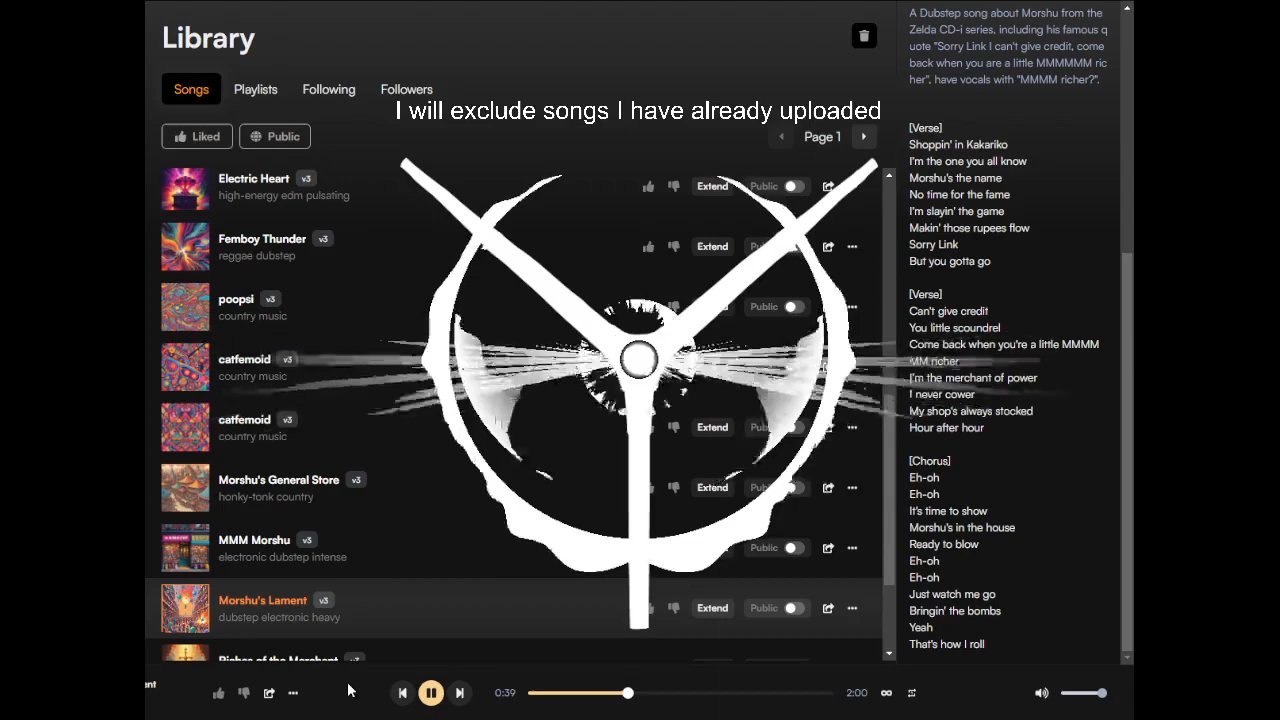 Library
Songs
Playlists
Following
Followers
I will exclude songs I have already uploaded
Liked
Public
Page 1
Electric Heart v3
high-energy edm pulsating
Extend
Public
Femboy Thunder v3
reggae dubstep
Extend
poopsi v3
country music
Public
catfemoid v3
country music
catfemoid v3
country music
Extend
Morshu's General Store v3
honky-tonk country
Extend
MMM Morshu v3
electronic dubstep intense
Public
Morshu's Lament v3
dubstep electronic heavy
Extend
Public
Riches of the Merchant v3
0:39
2:00
A Dubstep song about Morshu from the
Zelda CD-i series, including his famous q
uote "Sorry Link I can't give credit, come
back when you are a little MMMMMM ric
her", have vocals with "MMMM richer?".
[Verse]
Shoppin' in Kakariko
I'm the one you all know
Morshu's the name
No time for the fame
I'm slayin' the game
Makin' those rupees flow
Sorry Link
But you gotta go
[Verse]
Can't give credit
You little scoundrel
Come back when you're a little MMMM
MM richer
I'm the merchant of power
I never cower
My shop's always stocked
Hour after hour
[Chorus]
Eh-oh
Eh-oh
It's time to show
Morshu's in the house
Ready to blow
Eh-oh
Eh-oh
Just watch me go
Bringin' the bombs
Yeah
That's how I roll